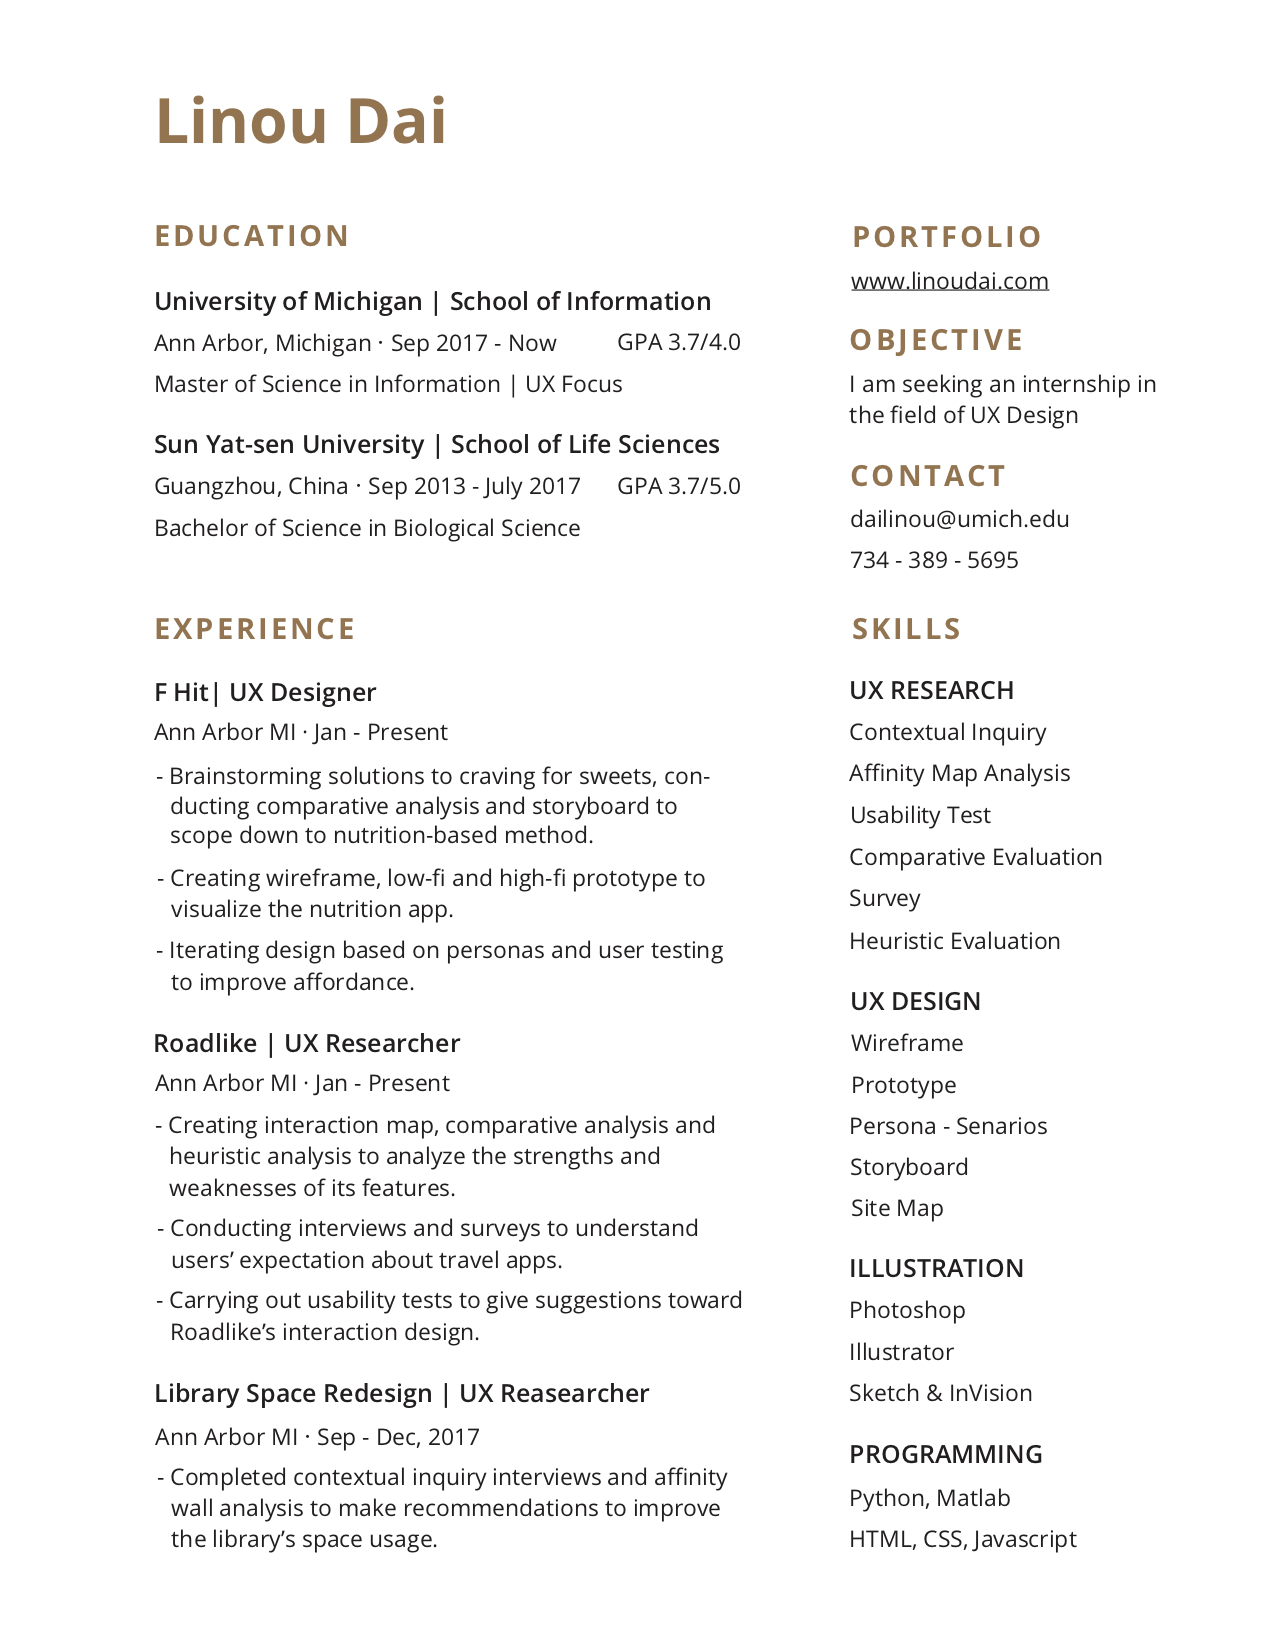 Linou Dai
EDUCATION
University of Michigan | School of Information
Ann Arbor, Michigan · Sep 2017 - Now GPA 3.7/4.0
Master of Science in Information | UX Focus
Sun Yat-sen University | School of Life Sciences
Guangzhou, China · Sep 2013 - July 2017 GPA 3.7/5.0
Bachelor of Science in Biological Science
EXPERIENCE
F Hit| UX Designer
Ann Arbor MI · Jan - Present
- Brainstorming solutions to craving for sweets, con-
ducting comparative analysis and storyboard to
scope down to nutrition-based method.
- Creating wireframe, low-fi and high-fi prototype to
visualize the nutrition app.
- Iterating design based on personas and user testing
to improve affordance.
Roadlike | UX Researcher
Ann Arbor MI · Jan - Present
- Creating interaction map, comparative analysis and
heuristic analysis to analyze the strengths and
weaknesses of its features.
- Conducting interviews and surveys to understand
users’ expectation about travel apps.
- Carrying out usability tests to give suggestions toward
Roadlike’s interaction design.
Library Space Redesign | UX Reasearcher
Ann Arbor MI · Sep - Dec, 2017
- Completed contextual inquiry interviews and affinity
wall analysis to make recommendations to improve
the library’s space usage.
PORTFOLIO
www.linoudai.com
OBJECTIVE
I am seeking an internship in
the field of UX Design
CONTACT
dailinou@umich.edu
734 - 389 - 5695
SKILLS
UX RESEARCH
Contextual Inquiry
Affinity Map Analysis
Usability Test
Comparative Evaluation
Survey
Heuristic Evaluation
UX DESIGN
Wireframe
Prototype
Persona - Senarios
Storyboard
Site Map
ILLUSTRATION
Photoshop
Illustrator
Sketch & InVision
PROGRAMMING
Python, Matlab
HTML, CSS, Javascript